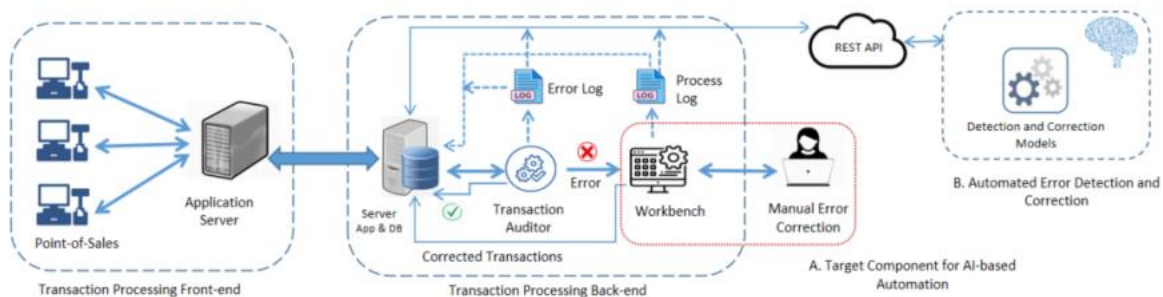 Point-of-Sales
Application
Server
Transaction Processing Front-end
Server
App & DB
LOG
Error Log
LOG
Process
Log
Transaction
Auditor
Error
Workbench
Manual Error
Correction
Corrected Transactions
Transaction Processing Back-end
A. Target Component for AI-based
Automation
REST API
Detection and Correction
Models
B. Automated Error Detection and
Correction